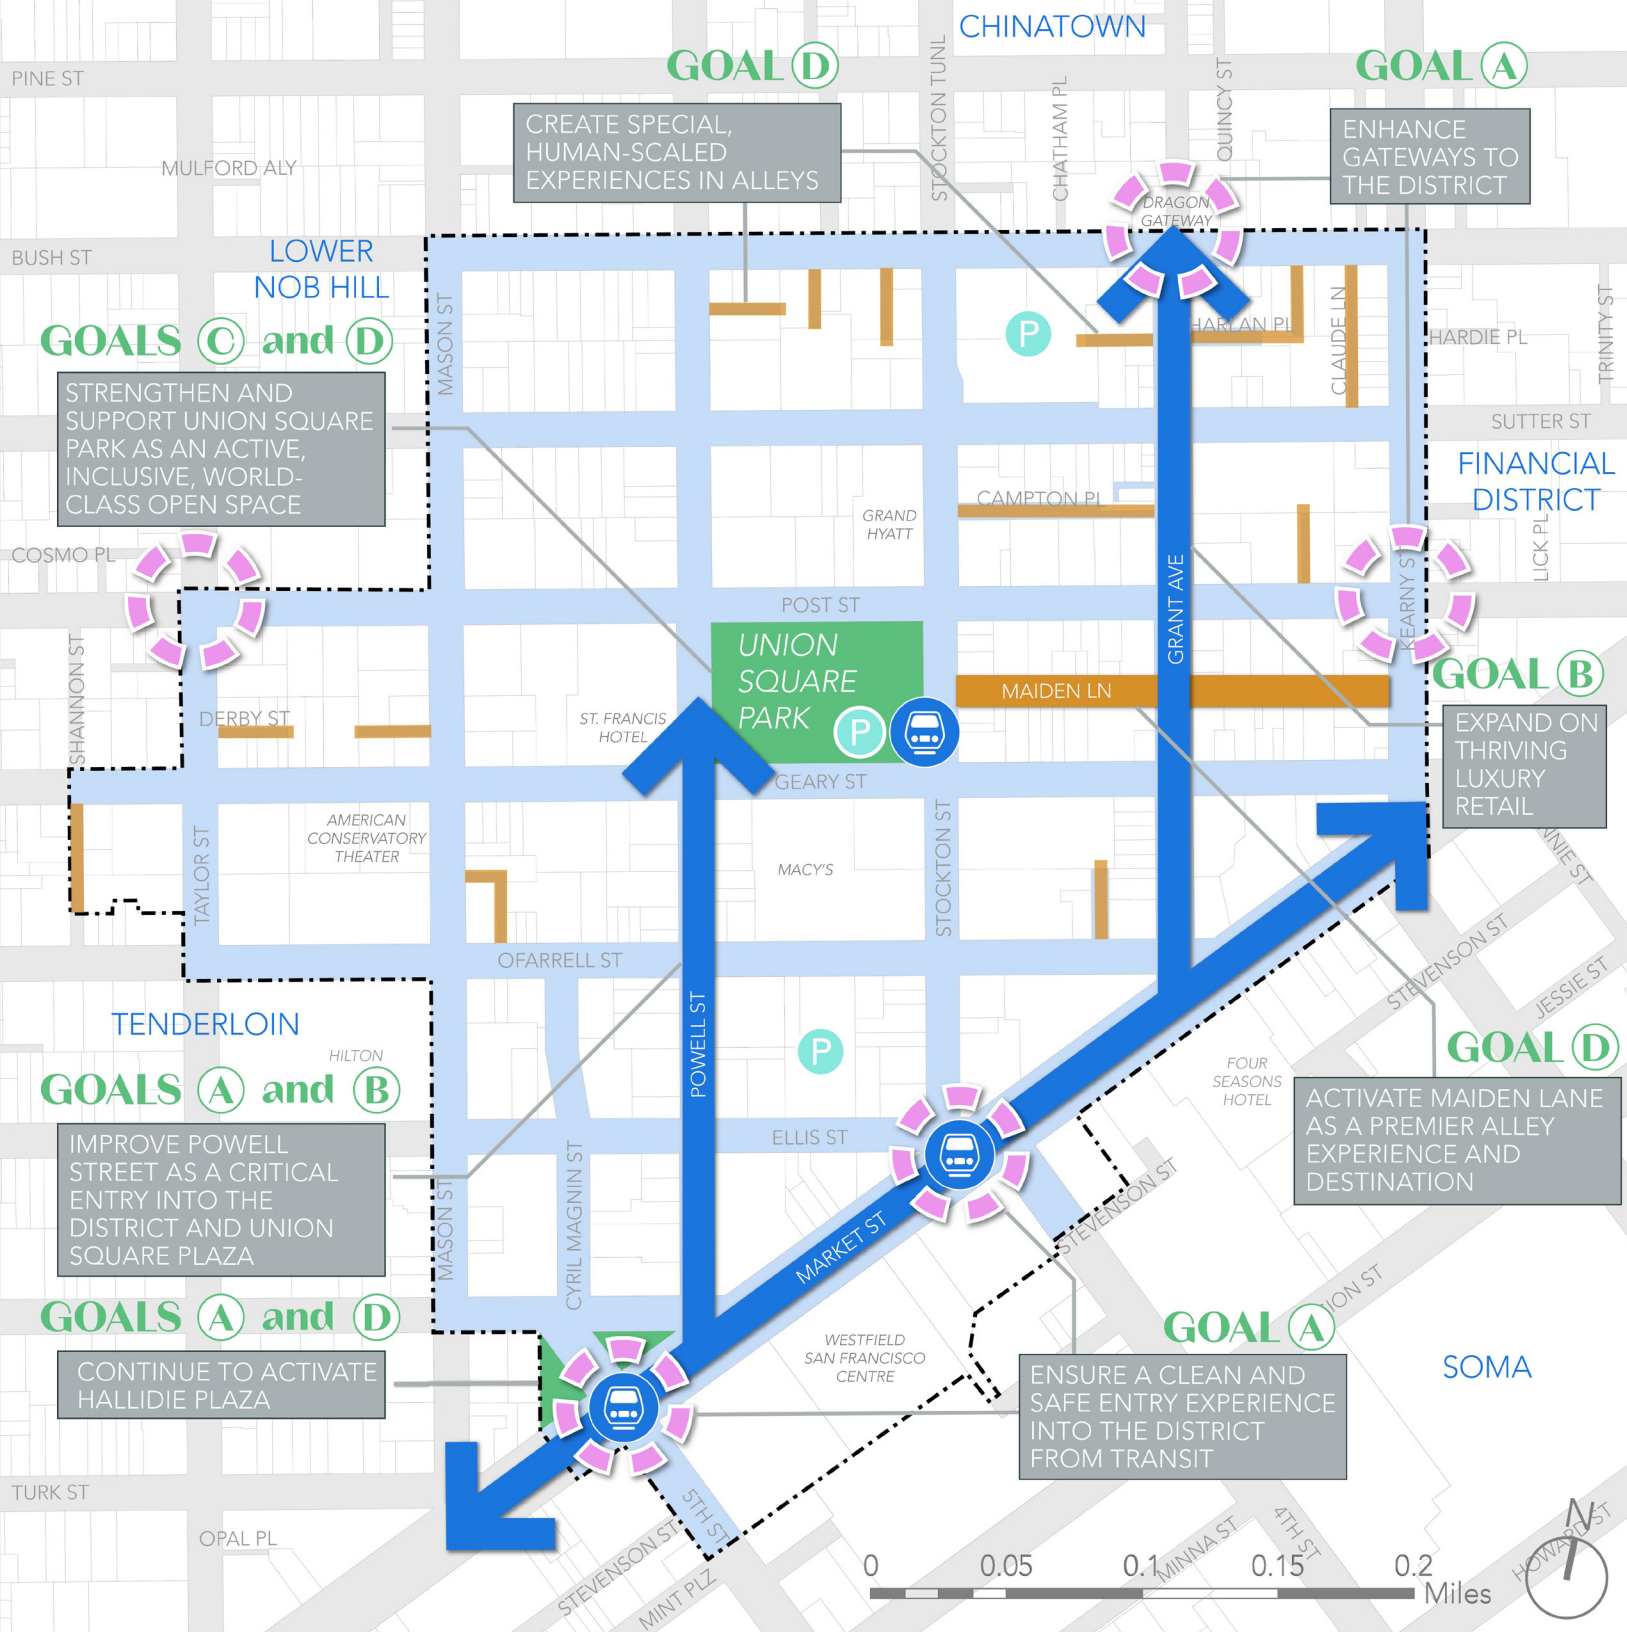 CHINATOWN
GOAL D
GOAL A
PINE ST
STOCKTON TUNL
CHATHAM PL
QUINCY ST
CREATE SPECIAL,
HUMAN-SCALED
EXPERIENCES IN ALLEYS
ENHANCE
GATEWAYS TO
THE DISTRICT
MULFORD ALY
DRAGON
GATEWAY
BUSH ST
LOWER
NOB HILL
MASON ST
GOALS C and D
P
HARLAN PL
CLAUDE LN
HARDIE PL
TRINITY ST
STRENGTHEN AND
SUPPORT UNION SQUARE
PARK AS AN ACTIVE,
INCLUSIVE, WORLD-
CLASS OPEN SPACE
SUTTER ST
FINANCIAL
DISTRICT
CAMPTON PL
GRAND
HYATT
COSMO PL
LICK PL
KEARNY ST
GRANT AVE
POST ST
SHANNON ST
UNION
SQUARE
PARK
P
GOAL B
MAIDEN LN
EXPAND ON
THRIVING
LUXURY
RETAIL
DERBY ST
ST. FRANCIS
HOTEL
GEARY ST
AMERICAN
CONSERVATORY
THEATER
TAYLOR ST
MACY'S
STOCKTON ST
NNIE ST
OFARRELL ST
STEVENSON ST
JESSIE ST
TENDERLOIN
HILTON
GOALS A and B
POWELL ST
P
FOUR
SEASONS
HOTEL
GOAL D
ACTIVATE MAIDEN LANE
AS A PREMIER ALLEY
EXPERIENCE AND
DESTINATION
IMPROVE POWELL
STREET AS A CRITICAL
ENTRY INTO THE
DISTRICT AND UNION
SQUARE PLAZA
ELLIS ST
MASON ST
CYRIL MAGNIN ST
MARKET ST
STEVENSON ST
ION ST
GOALS A and D
GOAL A
CONTINUE TO ACTIVATE
HALLIDIE PLAZA
WESTFIELD
SAN FRANCISCO
CENTRE
ENSURE A CLEAN AND
SAFE ENTRY EXPERIENCE
INTO THE DISTRICT
FROM TRANSIT
SOMA
TURK ST
OPAL PL
5TH ST
STEVENSON ST
MINT PLZ
4TH ST
MINNA ST
HOWARD ST
N
0 0.05 0.1 0.15 0.2
Miles